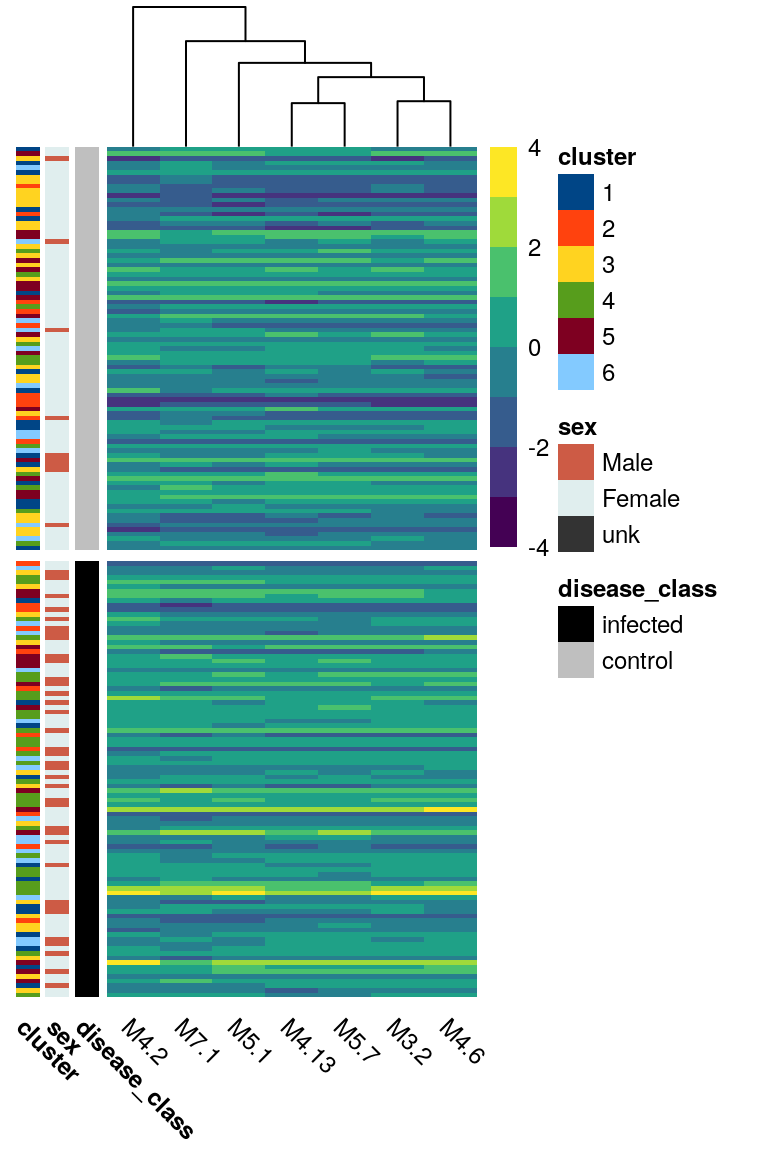 4
2
0
-2
-4
cluster
1
2
3
4
5
6
sex
Male
Female
unk
disease_class
infected
control
cluster
sex
disease_class
M4.2
M7.1
M5.1
M4.13
M5.7
M3.2
M4.6